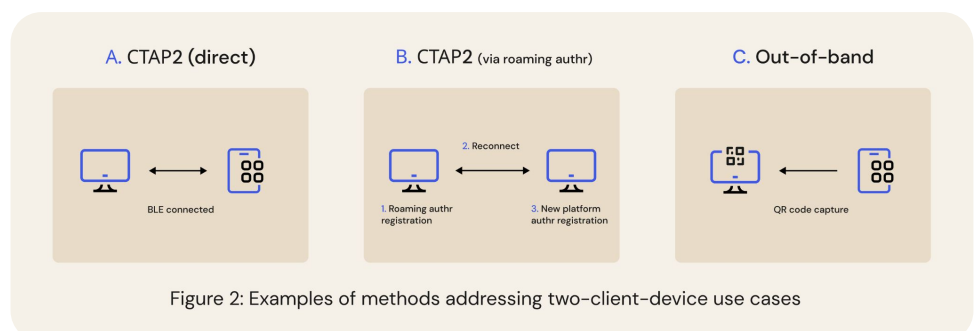 A. CTAP2 (direct)
B. CTAP2 (via roaming authr)
C. Out-of-band
BLE connected
2. Reconnect
1. Roaming authr
registration
3. New platform
authr registration
QR code capture
Figure 2: Examples of methods addressing two-client-device use cases